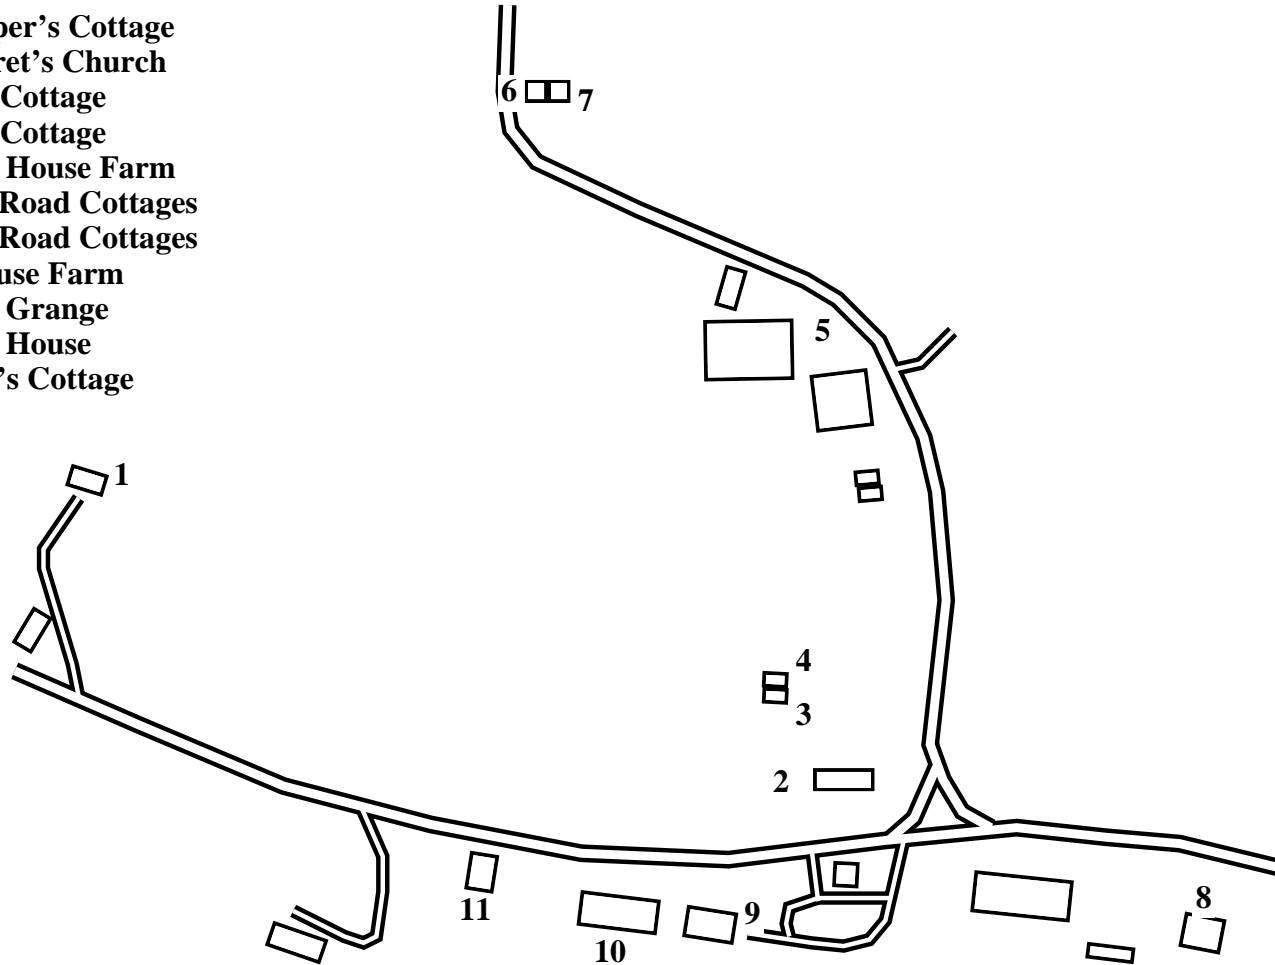 per’s Cottage
ret’s Church
Cottage
Cottage
House Farm
Road Cottages
Road Cottages
use Farm
Grange
House
’s Cottage
6
7
5
1
4
3
2
9
8
11
10